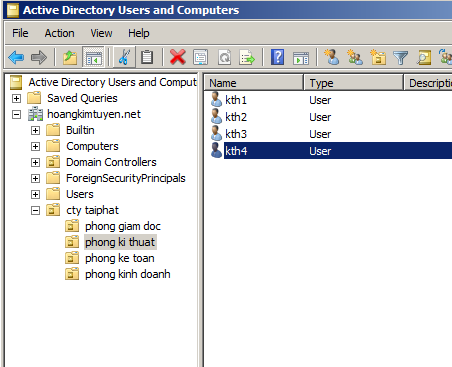 Active Directory Users and Computers
File Action View Help
Active Directory Users and Comput
Saved Queries
hoangkimtuyen.net
Builtin
Computers
Domain Controllers
ForeignSecurityPrincipals
Users
cty taiphat
phong giam doc
phong ki thuat
phong ke toan
phong kinh doanh
Name Type Descripti
kth1 User
kth2 User
kth3 User
kth4 User